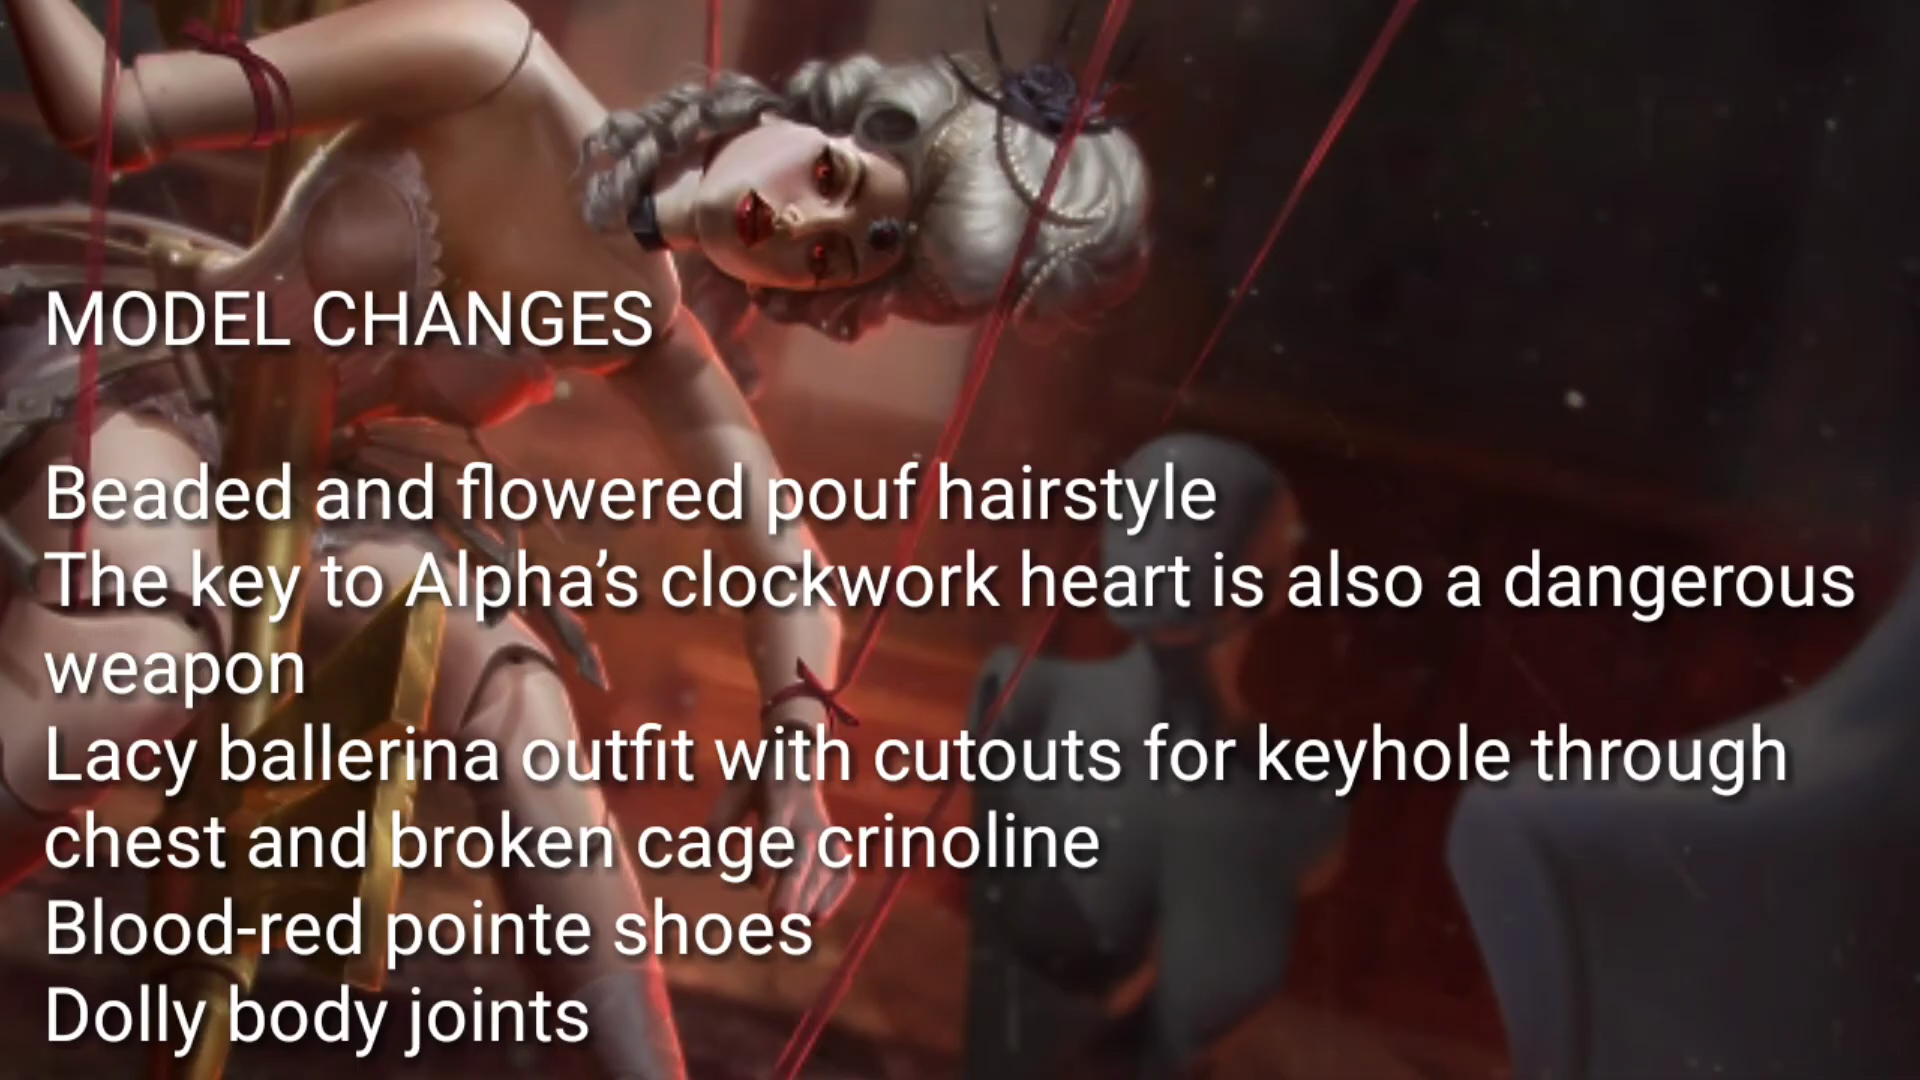 MODEL CHANGES
Beaded and flowered pouf hairstyle
The key to Alpha’s clockwork heart is also a dangerous
weapon
Lacy ballerina outfit with cutouts for keyhole through
chest and broken cage crinoline
Blood-red pointe shoes
Dolly body joints